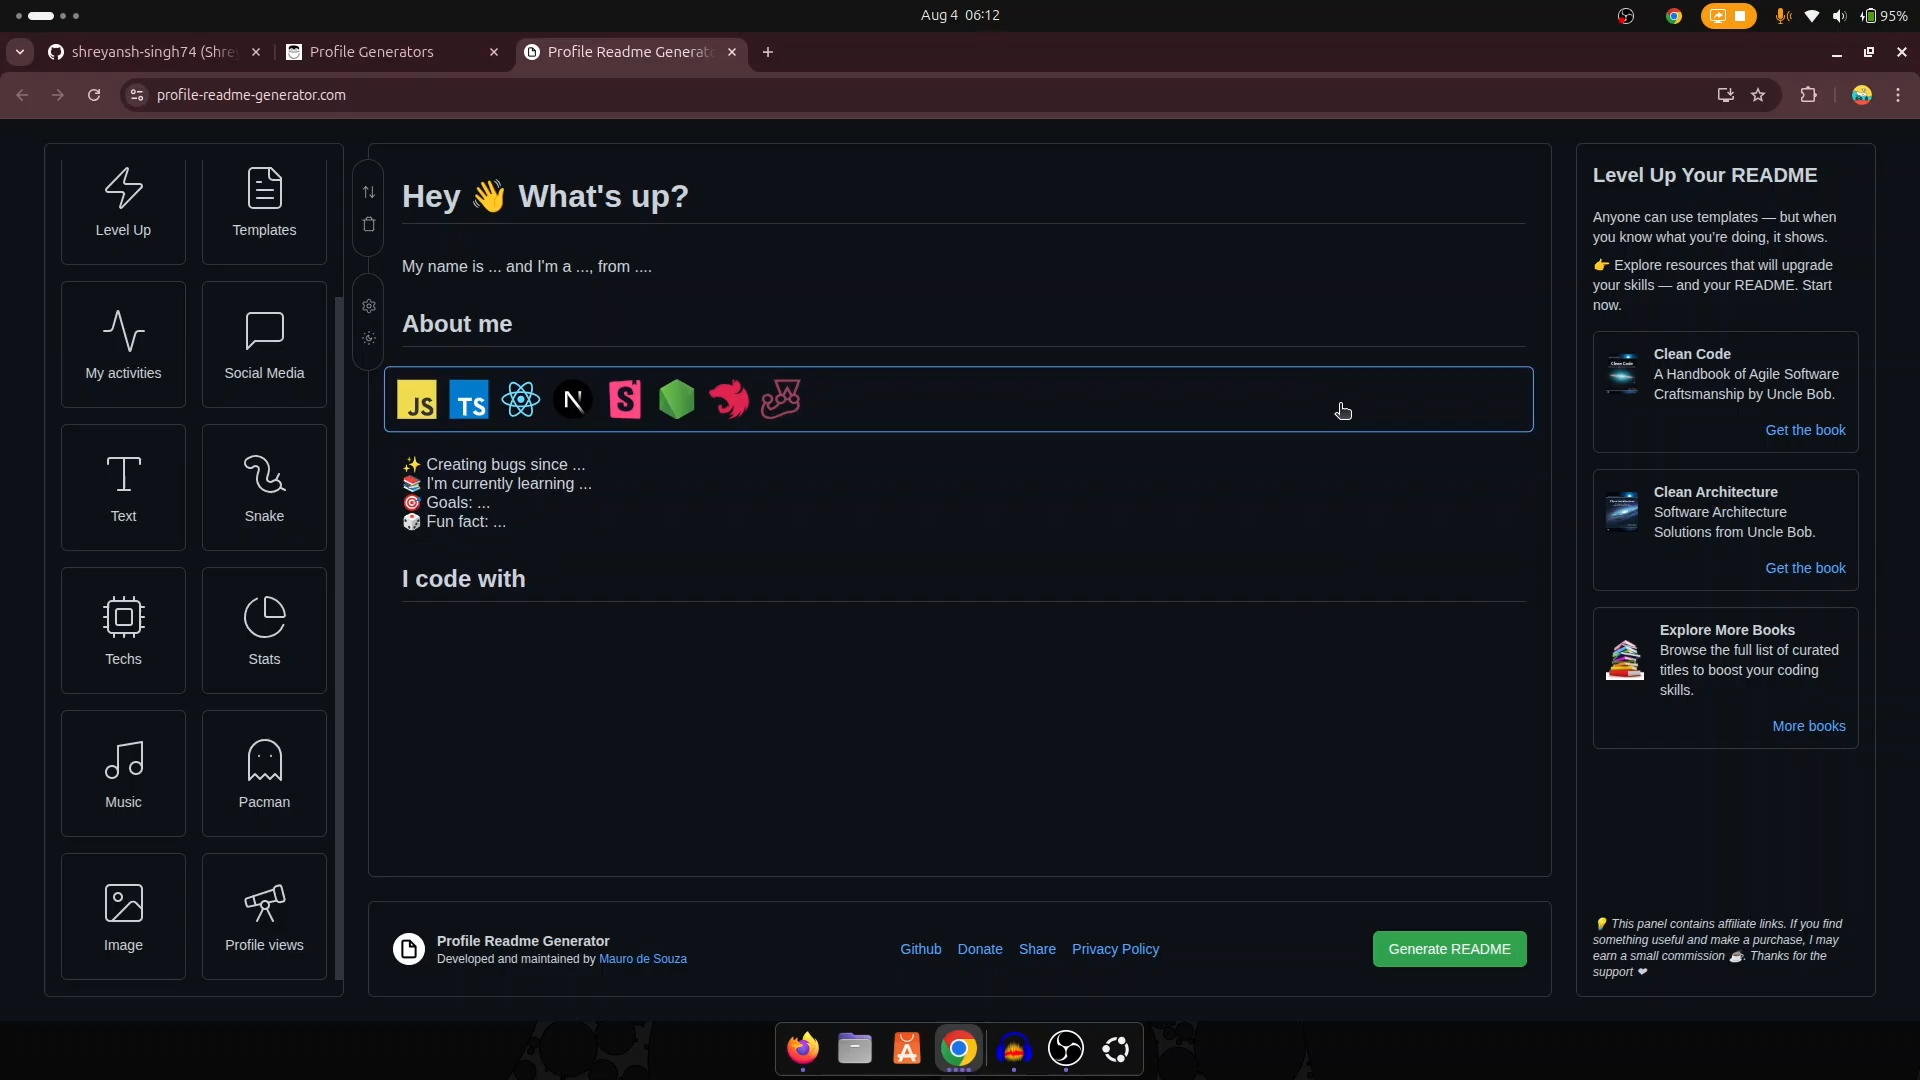 Aug 4 06:12
95%
shreyansh-singh74 (Shre
Profile Generators
Profile Readme Generat
profile-readme-generator.com
Level Up
Templates
My activities
Social Media
Text
Snake
Techs
Stats
Music
Pacman
Image
Profile views
Hey 👋 What's up?
My name is ... and I'm a ..., from ....
About me
JS TS N S
✨ Creating bugs since ...
📚 I'm currently learning ...
🎯 Goals: ...
🎲 Fun fact: ...
I code with
Profile Readme Generator
Developed and maintained by Mauro de Souza
Github Donate Share Privacy Policy
Generate README
Level Up Your README
Anyone can use templates — but when
you know what you're doing, it shows.
👉 Explore resources that will upgrade
your skills — and your README. Start
now.
Clean Code
A Handbook of Agile Software
Craftsmanship by Uncle Bob.
Get the book
Clean Architecture
Software Architecture
Solutions from Uncle Bob.
Get the book
Explore More Books
Browse the full list of curated
titles to boost your coding
skills.
More books
💡 This panel contains affiliate links. If you find
something useful and make a purchase, I may
earn a small commission ☕. Thanks for the
support ❤